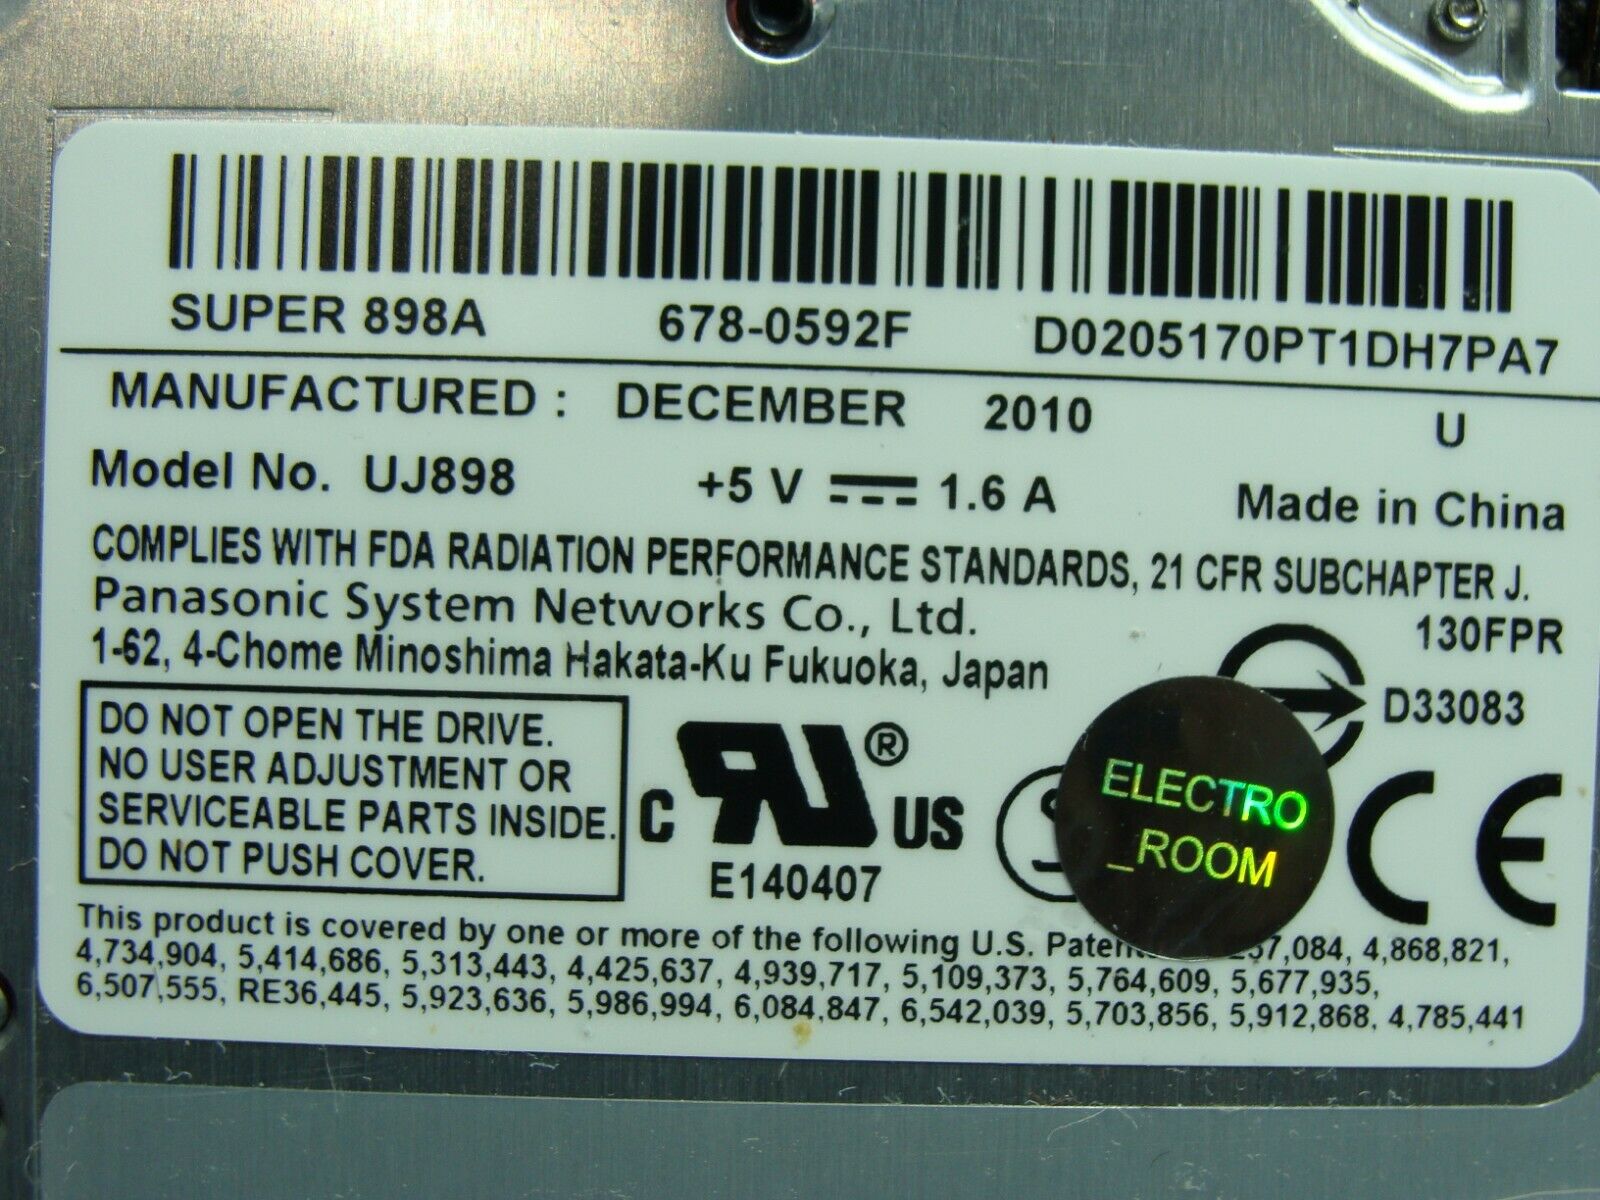 SUPER 898A 678-0592F D0205170PT1DH7PA7
MANUFACTURED : DECEMBER 2010 U
Model No. UJ898 +5 V 1.6 A Made in China
COMPLIES WITH FDA RADIATION PERFORMANCE STANDARDS, 21 CFR SUBCHAPTER J.
Panasonic System Networks Co., Ltd.
130FPR
1-62, 4-Chome Minoshima Hakata-Ku Fukuoka, Japan
D33083
DO NOT OPEN THE DRIVE.
NO USER ADJUSTMENT OR
SERVICEABLE PARTS INSIDE.
DO NOT PUSH COVER.
C RU ® US
E140407
ELECTRO
_ROOM
CE
This product is covered by one or more of the following U.S. 4,868,821,
4,734,904, 5,414,686, 5,313,443, 4,425,637, 4,939,717, 5,109,373, 5,764,609, 5,677,935,
6,507,555, RE36,445, 5,923,636, 5,986,994, 6,084,847, 6,542,039, 5,703,856, 5,912,868, 4,785,441